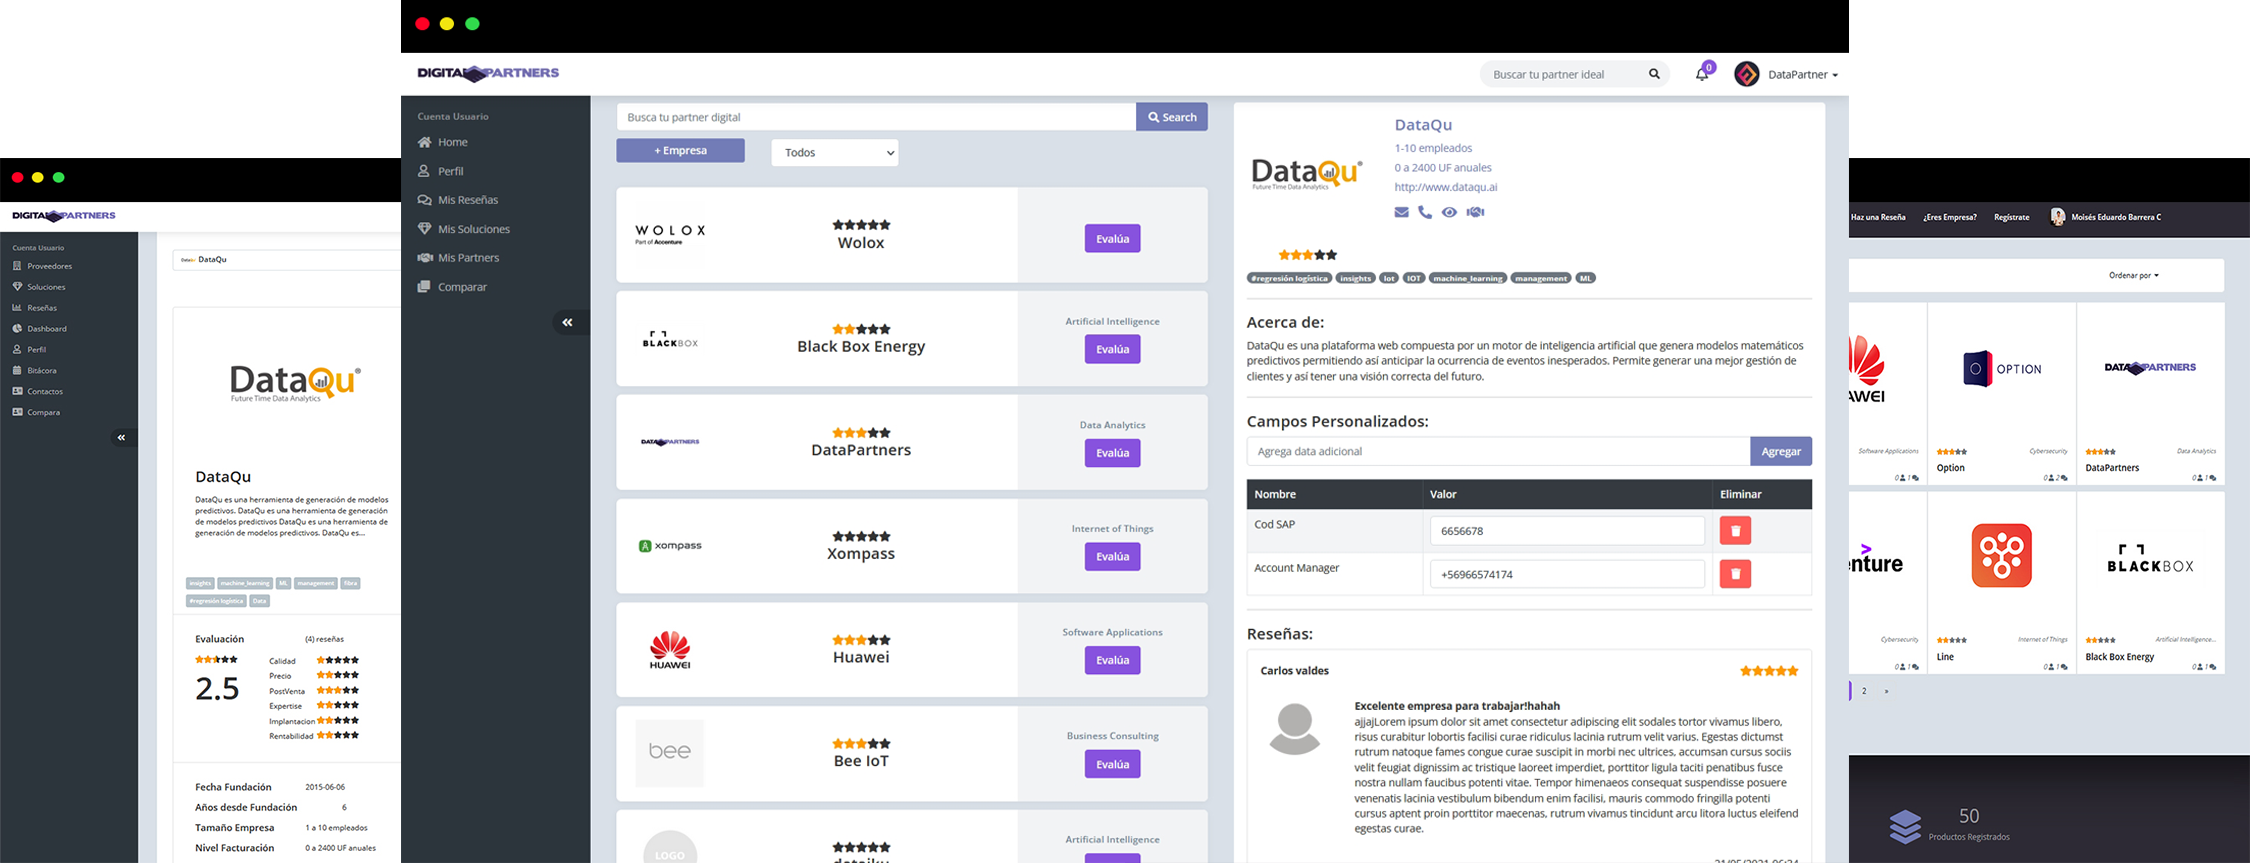 DIGITAL PARTNERS
Cuenta Usuario
Proveedores
Soluciones
Reseñas
Dashboard
Perfil
Bitácora
Contactos
Compara
DataQu
DataQu
Future Time Data Analytics
DataQu
DataQu es una herramienta de generación de modelos
predictivos. DataQu es una herramienta de generación
de modelos predictivos DataQu es una herramienta de
generación de modelos predictivos. DataQu es...
insights machine_learning ML management fibra
#regresión logística Data
Evaluación (4) reseñas
2.5
Calidad
Precio
PostVenta
Expertise
Implantacion
Rentabilidad
Fecha Fundación 2015-06-06
Años desde Fundación 6
Tamaño Empresa 1 a 10 empleados
Nivel Facturación 0 a 2400 UF anuales
DIGITAL PARTNERS
Buscar tu partner ideal
0
DataPartner
Cuenta Usuario
Home
Perfil
Mis Reseñas
Mis Soluciones
Mis Partners
Comparar
Busca tu partner digital
Search
+ Empresa
Todos
WOLOX
Part of Accenture
Wolox
Evalúa
BLACKBOX
Black Box Energy
Artificial Intelligence
Evalúa
DATA PARTNERS
DataPartners
Data Analytics
Evalúa
xompass
Xompass
Internet of Things
Evalúa
HUAWEI
Huawei
Software Applications
Evalúa
bee
Bee IoT
Business Consulting
Evalúa
LOGO
dataiku
Artificial Intelligence
DataQu
Future Time Data Analytics
DataQu
1-10 empleados
0 a 2400 UF anuales
http://www.dataqu.ai
#regresión logística insights Iot IOT machine_learning management ML
Acerca de:
DataQu es una plataforma web compuesta por un motor de inteligencia artificial que genera modelos matemáticos
predictivos permitiendo así anticipar la ocurrencia de eventos inesperados. Permite generar una mejor gestión de
clientes y así tener una visión correcta del futuro.
Campos Personalizados:
Agrega data adicional
Agregar
Nombre Valor Eliminar
Cod SAP 6656678
Account Manager +56966574174
Reseñas:
Carlos valdes
Excelente empresa para trabajar!hahah
ajjajLorem ipsum dolor sit amet consectetur adipiscing elit sodales tortor vivamus libero,
risus curabitur lobortis facilisi curae ridiculus lacinia rutrum velit varius. Egestas dictumst
rutrum natoque fames congue curae suscipit in morbi nec ultrices, accumsan cursus sociis
velit feugiat dignissim ac tristique laoreet imperdiet, porttitor ligula taciti penatibus fusce
nostra nullam faucibus potenti vitae. Tempor himenaeos consequat suspendisse posuere
venenatis lacinia vestibulum bibendum enim facilisi, mauris commodo fringilla potenti
cursus aptent proin porttitor maecenas, rutrum vivamus tincidunt arcu litora luctus eleifend
egestas curae.
21/05/2021 06:34
Haz una Reseña ¿Eres Empresa? Regístrate Moisés Eduardo Barrera C
Ordenar por
AWEI
Software Applications
0 1
OPTION
Cybersecurity
Option
0 2
DATA PARTNERS
Data Analytics
DataPartners
0 1
enture
Cybersecurity
0 1
Internet of Things
Line
0 1
BLACKBOX
Artificial Intelligence...
Black Box Energy
0 1
2 »
50
Productos Registrados